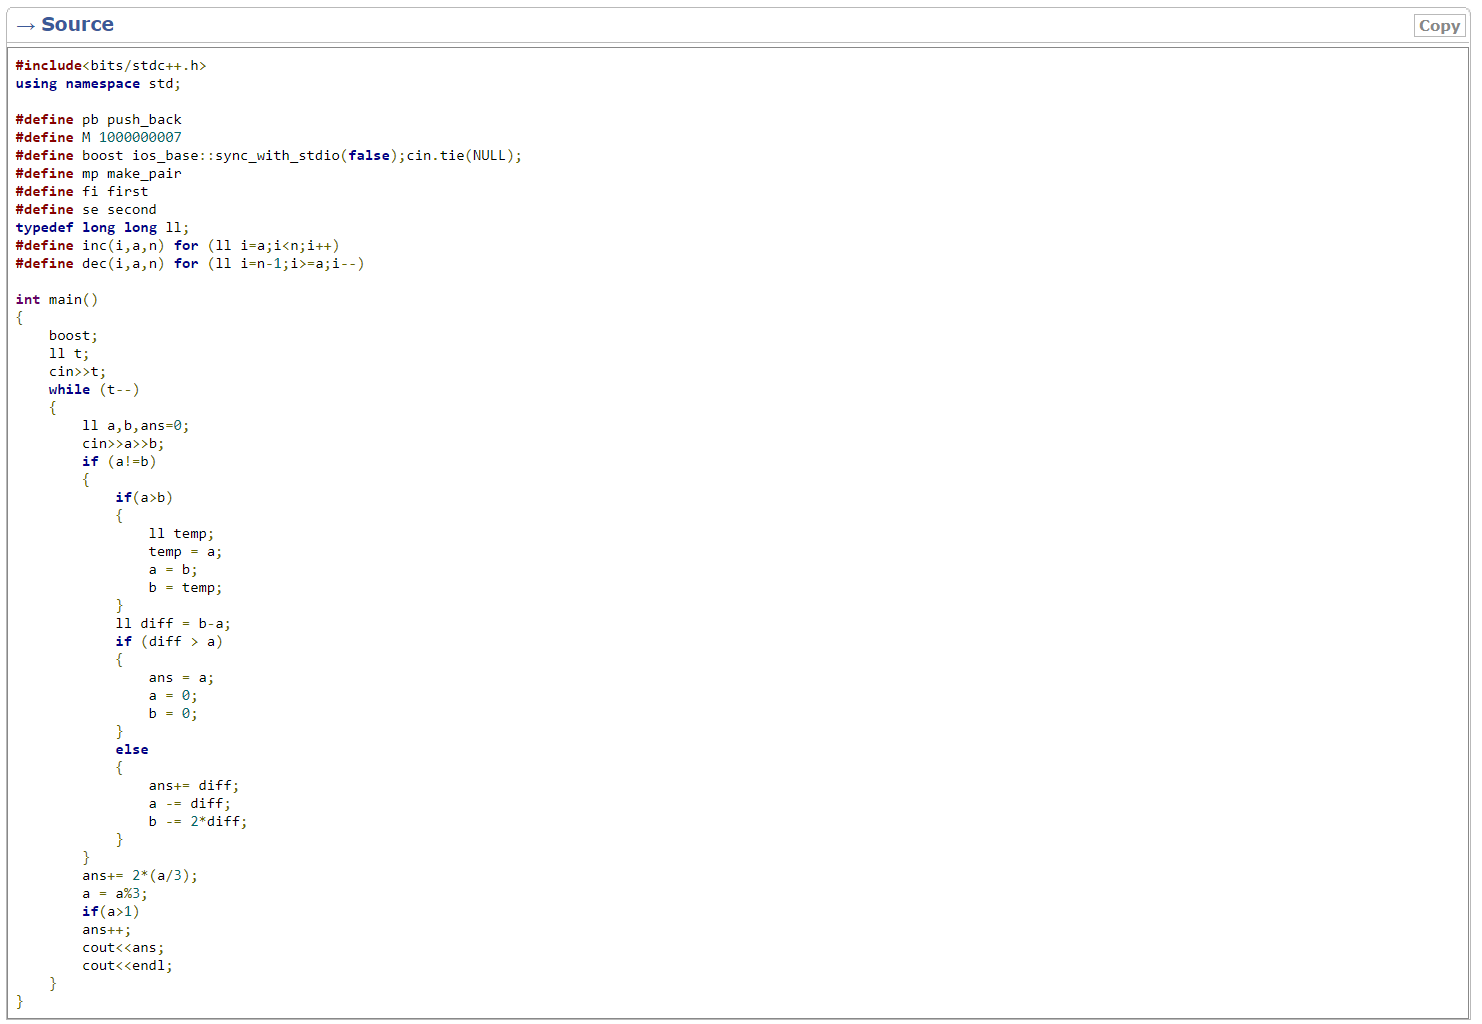 → Source
Copy
#include<bits/stdc++.h>
using namespace std;
#define pb push_back
#define M 1000000007
#define boost ios_base::sync_with_stdio(false);cin.tie(NULL);
#define mp make_pair
#define fi first
#define se second
typedef long long ll;
#define inc(i,a,n) for (ll i=a;i<n;i++)
#define dec(i,a,n) for (ll i=n-1;i>=a;i--)
int main()
{
    boost;
    ll t;
    cin>>t;
    while (t--)
    {
        ll a,b,ans=0;
        cin>>a>>b;
        if (a!=b)
        {
            if(a>b)
            {
                ll temp;
                temp = a;
                a = b;
                b = temp;
            }
            ll diff = b-a;
            if (diff > a)
            {
                ans = a;
                a = 0;
                b = 0;
            }
            else
            {
                ans+= diff;
                a -= diff;
                b -= 2*diff;
            }
        }
        ans+= 2*(a/3);
        a = a%3;
        if(a>1)
        ans++;
        cout<<ans;
        cout<<endl;
    }
}